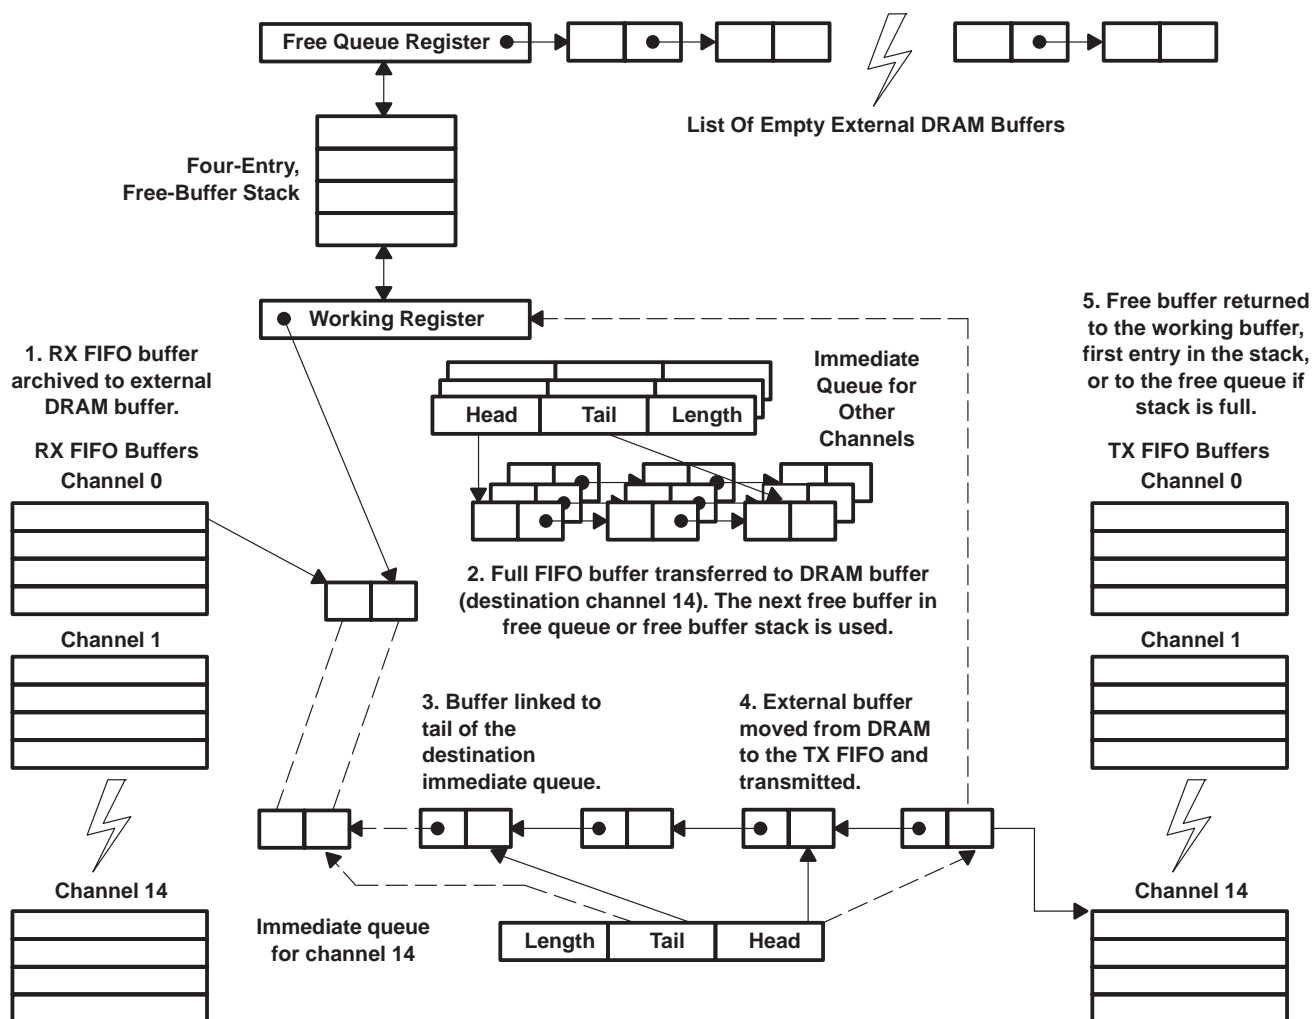 Free Queue Register
List Of Empty External DRAM Buffers
Four-Entry,
Free-Buffer Stack
Working Register
1. RX FIFO buffer
archived to external
DRAM buffer.
RX FIFO Buffers
Channel 0
Channel 1
Channel 14
Immediate
Queue for
Other
Channels
Head Tail Length
2. Full FIFO buffer transferred to DRAM buffer
(destination channel 14). The next free buffer in
free queue or free buffer stack is used.
3. Buffer linked to
tail of the
destination
immediate queue.
4. External buffer
moved from DRAM
to the TX FIFO and
transmitted.
Immediate queue
for channel 14
Length Tail Head
5. Free buffer returned
to the working buffer,
first entry in the stack,
or to the free queue if
stack is full.
TX FIFO Buffers
Channel 0
Channel 1
Channel 14